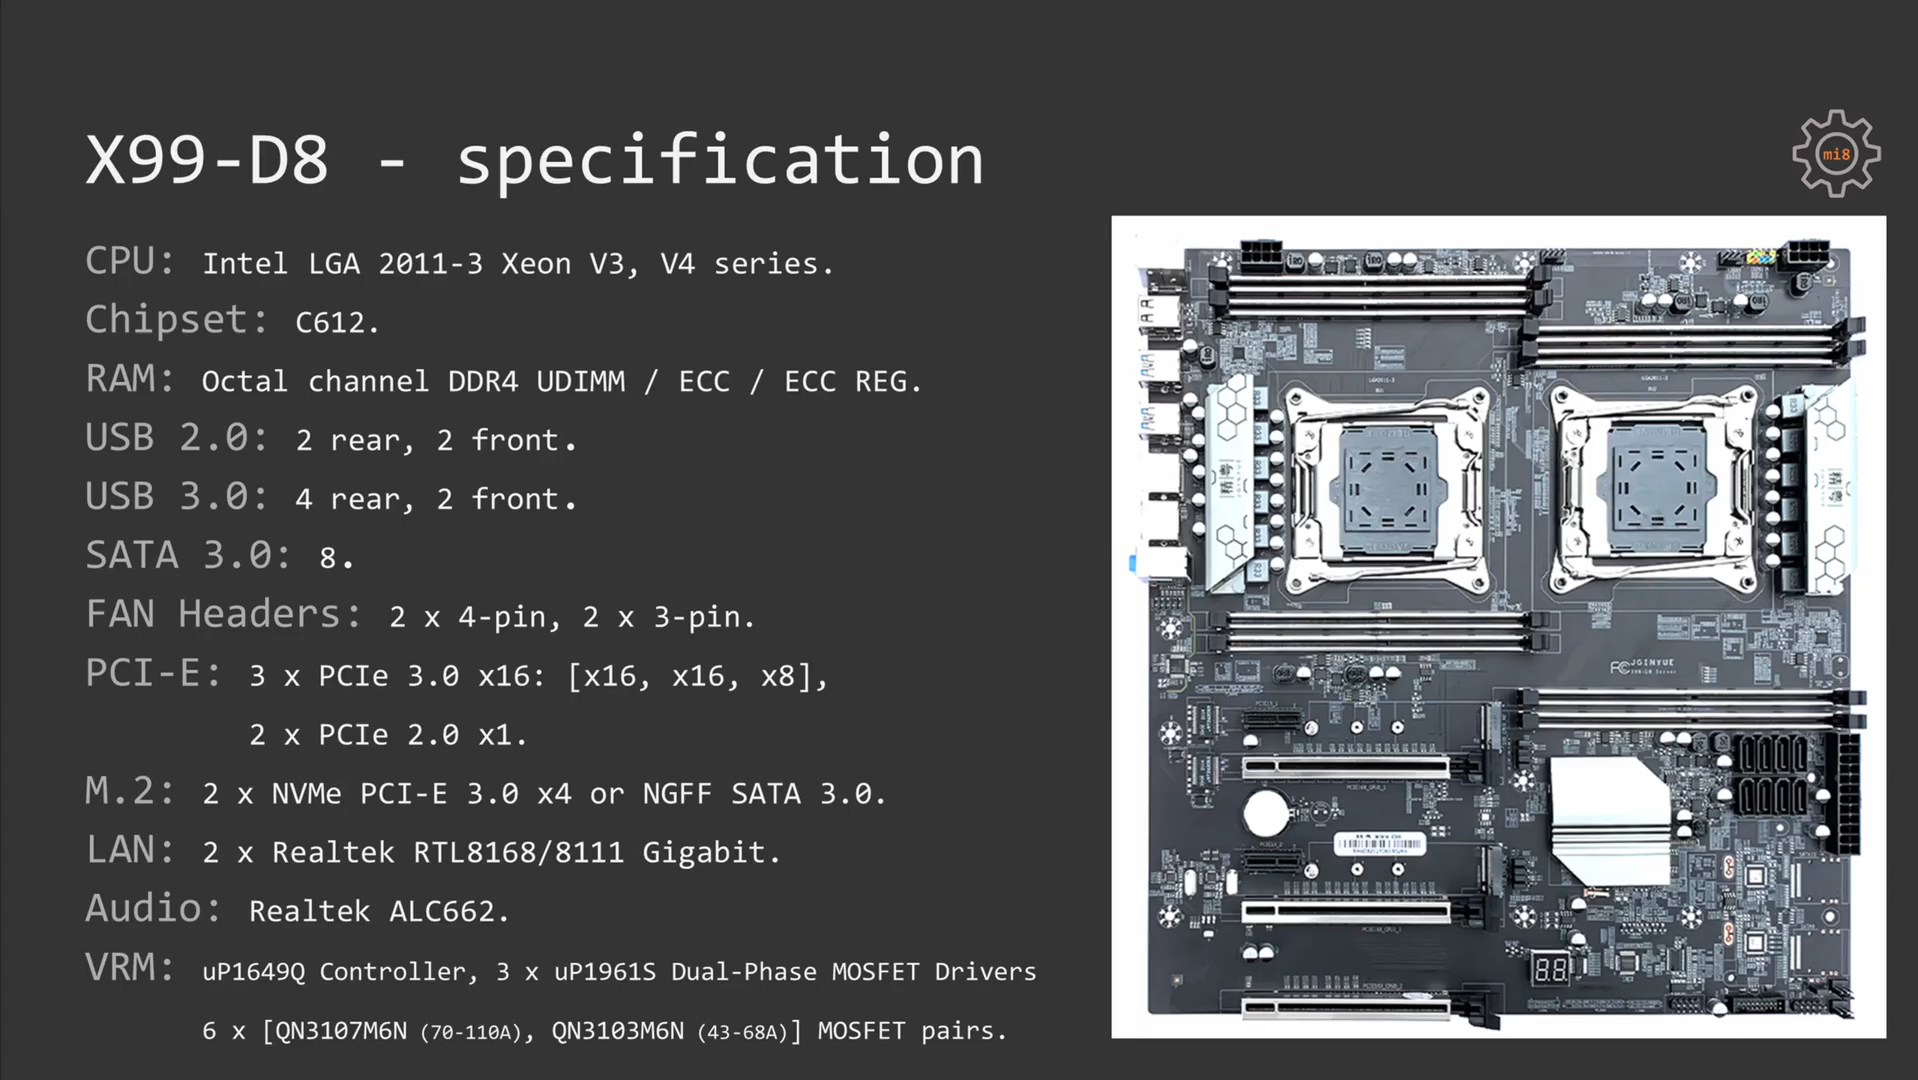 X99-D8 - specification
mi8
CPU: Intel LGA 2011-3 Xeon V3, V4 series.
Chipset: C612.
RAM: Octal channel DDR4 UDIMM / ECC / ECC REG.
USB 2.0: 2 rear, 2 front.
USB 3.0: 4 rear, 2 front.
SATA 3.0: 8.
FAN Headers: 2 x 4-pin, 2 x 3-pin.
PCI-E: 3 x PCIe 3.0 x16: [x16, x16, x8],
2 x PCIe 2.0 x1.
M.2: 2 x NVMe PCI-E 3.0 x4 or NGFF SATA 3.0.
LAN: 2 x Realtek RTL8168/8111 Gigabit.
Audio: Realtek ALC662.
VRM: uP1649Q Controller, 3 x uP1961S Dual-Phase MOSFET Drivers
6 x [QN3107M6N (70-110A), QN3103M6N (43-68A)] MOSFET pairs.
JGINYUE